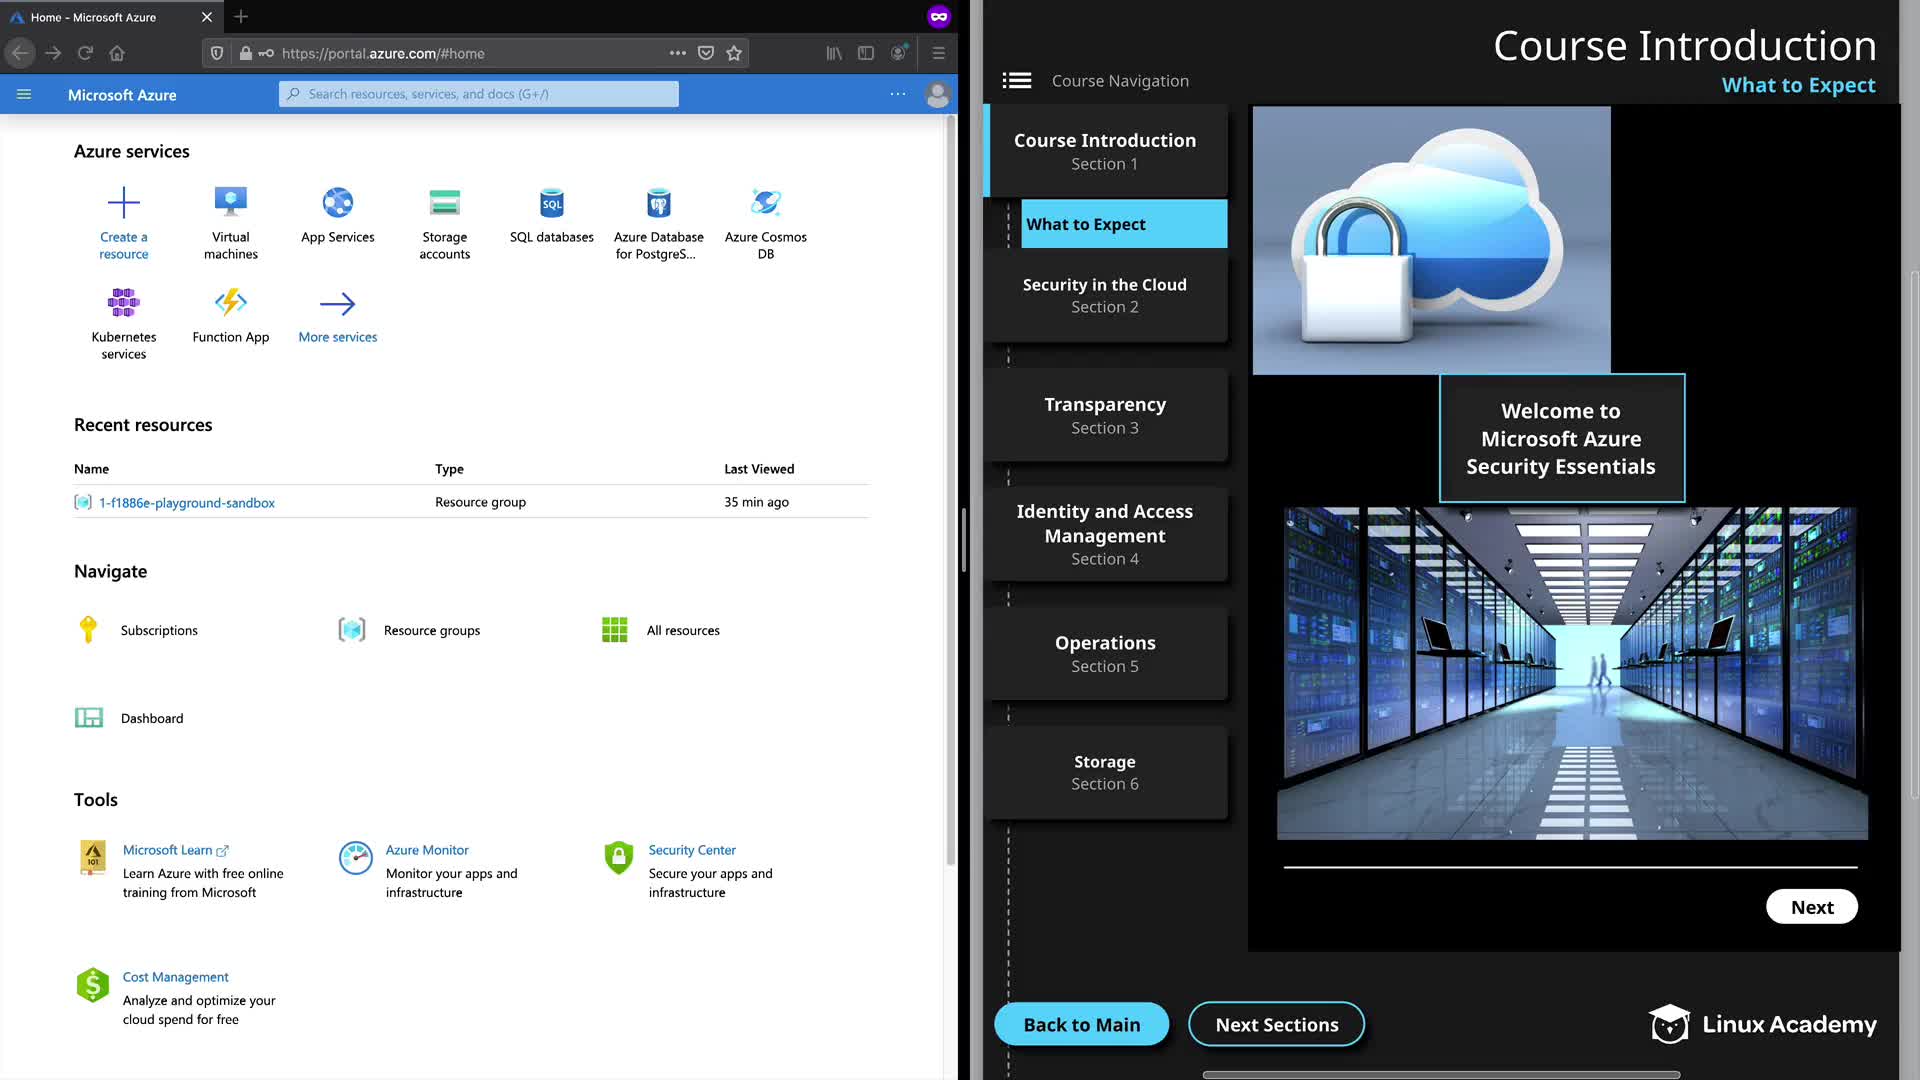 Home - Microsoft Azure
https://portal.azure.com/#home
Microsoft Azure
Search resources, services, and docs (G+/)
Azure services
Create a
resource
Virtual
machines
App Services
Storage
accounts
SQL
SQL databases
Azure Database
for PostgreS...
Azure Cosmos
DB
Kubernetes
services
Function App
More services
Recent resources
Name Type Last Viewed
1-f1886e-playground-sandbox Resource group 35 min ago
Navigate
Subscriptions
Resource groups
All resources
Dashboard
Tools
101
Microsoft Learn
Learn Azure with free online
training from Microsoft
Azure Monitor
Monitor your apps and
infrastructure
Security Center
Secure your apps and
infrastructure
$
Cost Management
Analyze and optimize your
cloud spend for free
Course Introduction
What to Expect
Course Navigation
Course Introduction
Section 1
What to Expect
Security in the Cloud
Section 2
Transparency
Section 3
Identity and Access
Management
Section 4
Operations
Section 5
Storage
Section 6
Welcome to
Microsoft Azure
Security Essentials
Next
Back to Main
Next Sections
Linux Academy